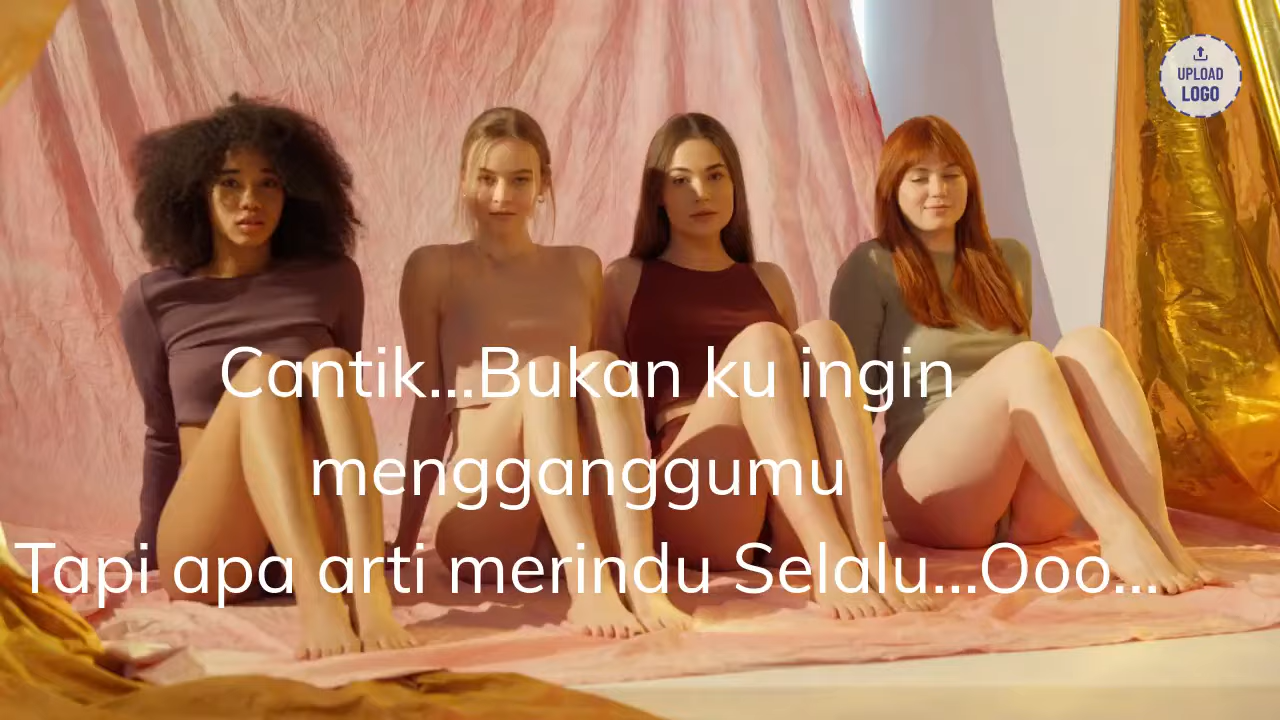 UPLOAD
LOGO
Cantik...Bukan ku ingin
mengganggumu
Tapi apa arti merindu Selalu...Ooo...